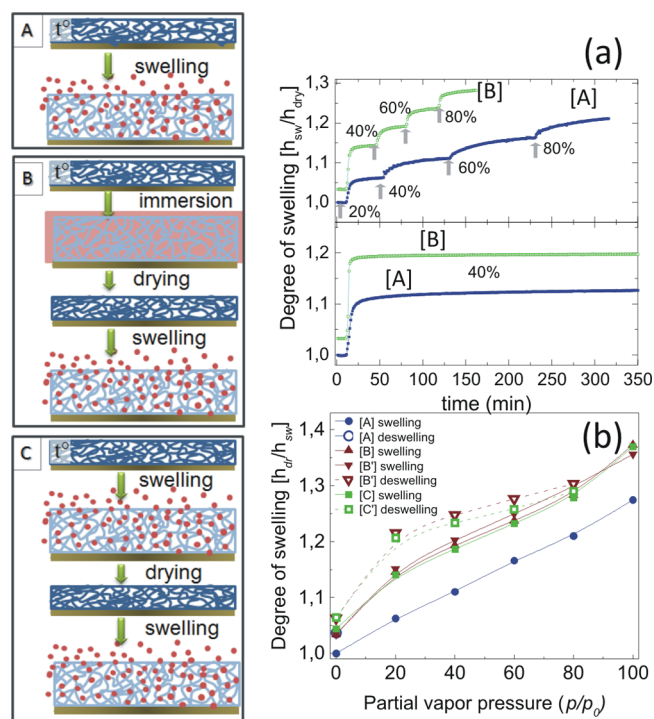 A
t°
swelling
B
t°
immersion
drying
swelling
C
t°
swelling
drying
swelling
(a)
Degree of swelling [h_sw/h_dry]
1,3
1,2
1,1
1,0
[B]
[A]
60%
80%
40%
80%
60%
40%
20%
1,2
1,1
1,0
[B]
40%
[A]
0 50 100 150 200 250 300 350
time (min)
(b)
Degree of swelling [h_dr/h_sw]
1,4
1,3
1,2
1,1
1,0
[A] swelling
[A] deswelling
[B] swelling
[B'] swelling
[B'] deswelling
[C] swelling
[C'] deswelling
0 20 40 60 80 100
Partial vapor pressure (p/p₀)